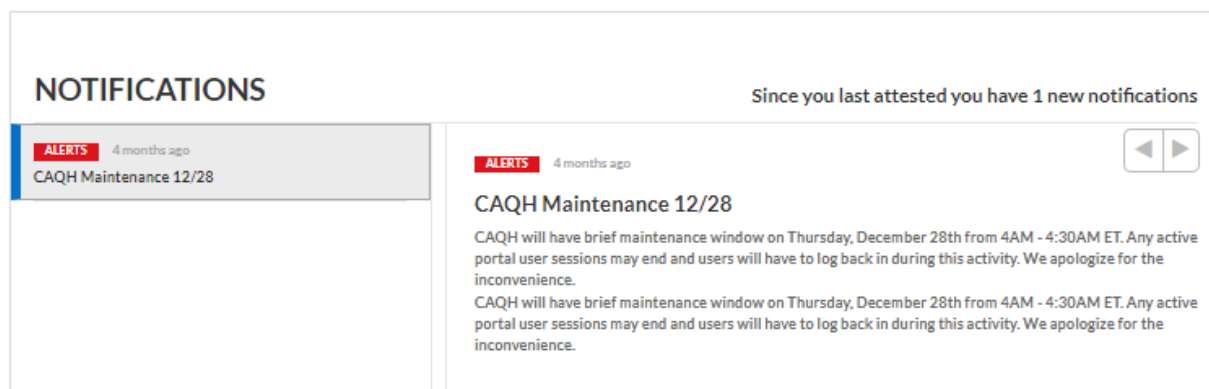 NOTIFICATIONS
Since you last attested you have 1 new notifications
ALERTS 4 months ago
CAQH Maintenance 12/28
ALERTS 4 months ago
CAQH Maintenance 12/28
CAQH will have brief maintenance window on Thursday, December 28th from 4AM - 4:30AM ET. Any active
portal user sessions may end and users will have to log back in during this activity. We apologize for the
inconvenience.
CAQH will have brief maintenance window on Thursday, December 28th from 4AM - 4:30AM ET. Any active
portal user sessions may end and users will have to log back in during this activity. We apologize for the
inconvenience.